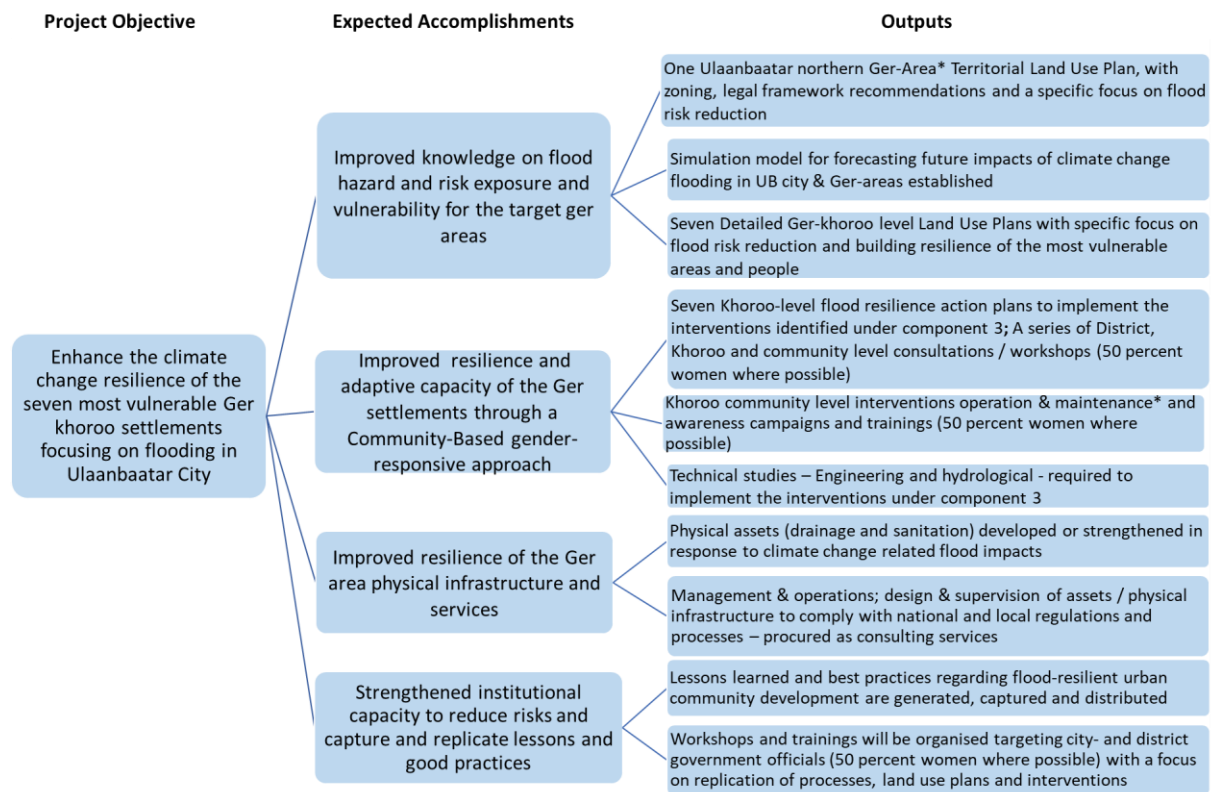 Project Objective
Expected Accomplishments
Outputs
Enhance the climate
change resilience of the
seven most vulnerable Ger
khoroo settlements
focusing on flooding in
Ulaanbaatar City
Improved knowledge on flood
hazard and risk exposure and
vulnerability for the target ger
areas
One Ulaanbaatar northern Ger-Area* Territorial Land Use Plan, with
zoning, legal framework recommendations and a specific focus on flood
risk reduction
Simulation model for forecasting future impacts of climate change
flooding in UB city & Ger-areas established
Seven Detailed Ger-khoroo level Land Use Plans with specific focus on
flood risk reduction and building resilience of the most vulnerable
areas and people
Improved resilience and
adaptive capacity of the Ger
settlements through a
Community-Based gender-
responsive approach
Seven Khoroo-level flood resilience action plans to implement the
interventions identified under component 3; A series of District,
Khoroo and community level consultations / workshops (50 percent
women where possible)
Khoroo community level interventions operation & maintenance* and
awareness campaigns and trainings (50 percent women where
possible)
Technical studies – Engineering and hydrological - required to
implement the interventions under component 3
Improved resilience of the Ger
area physical infrastructure and
services
Physical assets (drainage and sanitation) developed or strengthened in
response to climate change related flood impacts
Management & operations; design & supervision of assets / physical
infrastructure to comply with national and local regulations and
processes – procured as consulting services
Strengthened institutional
capacity to reduce risks and
capture and replicate lessons and
good practices
Lessons learned and best practices regarding flood-resilient urban
community development are generated, captured and distributed
Workshops and trainings will be organised targeting city- and district
government officials (50 percent women where possible) with a focus
on replication of processes, land use plans and interventions